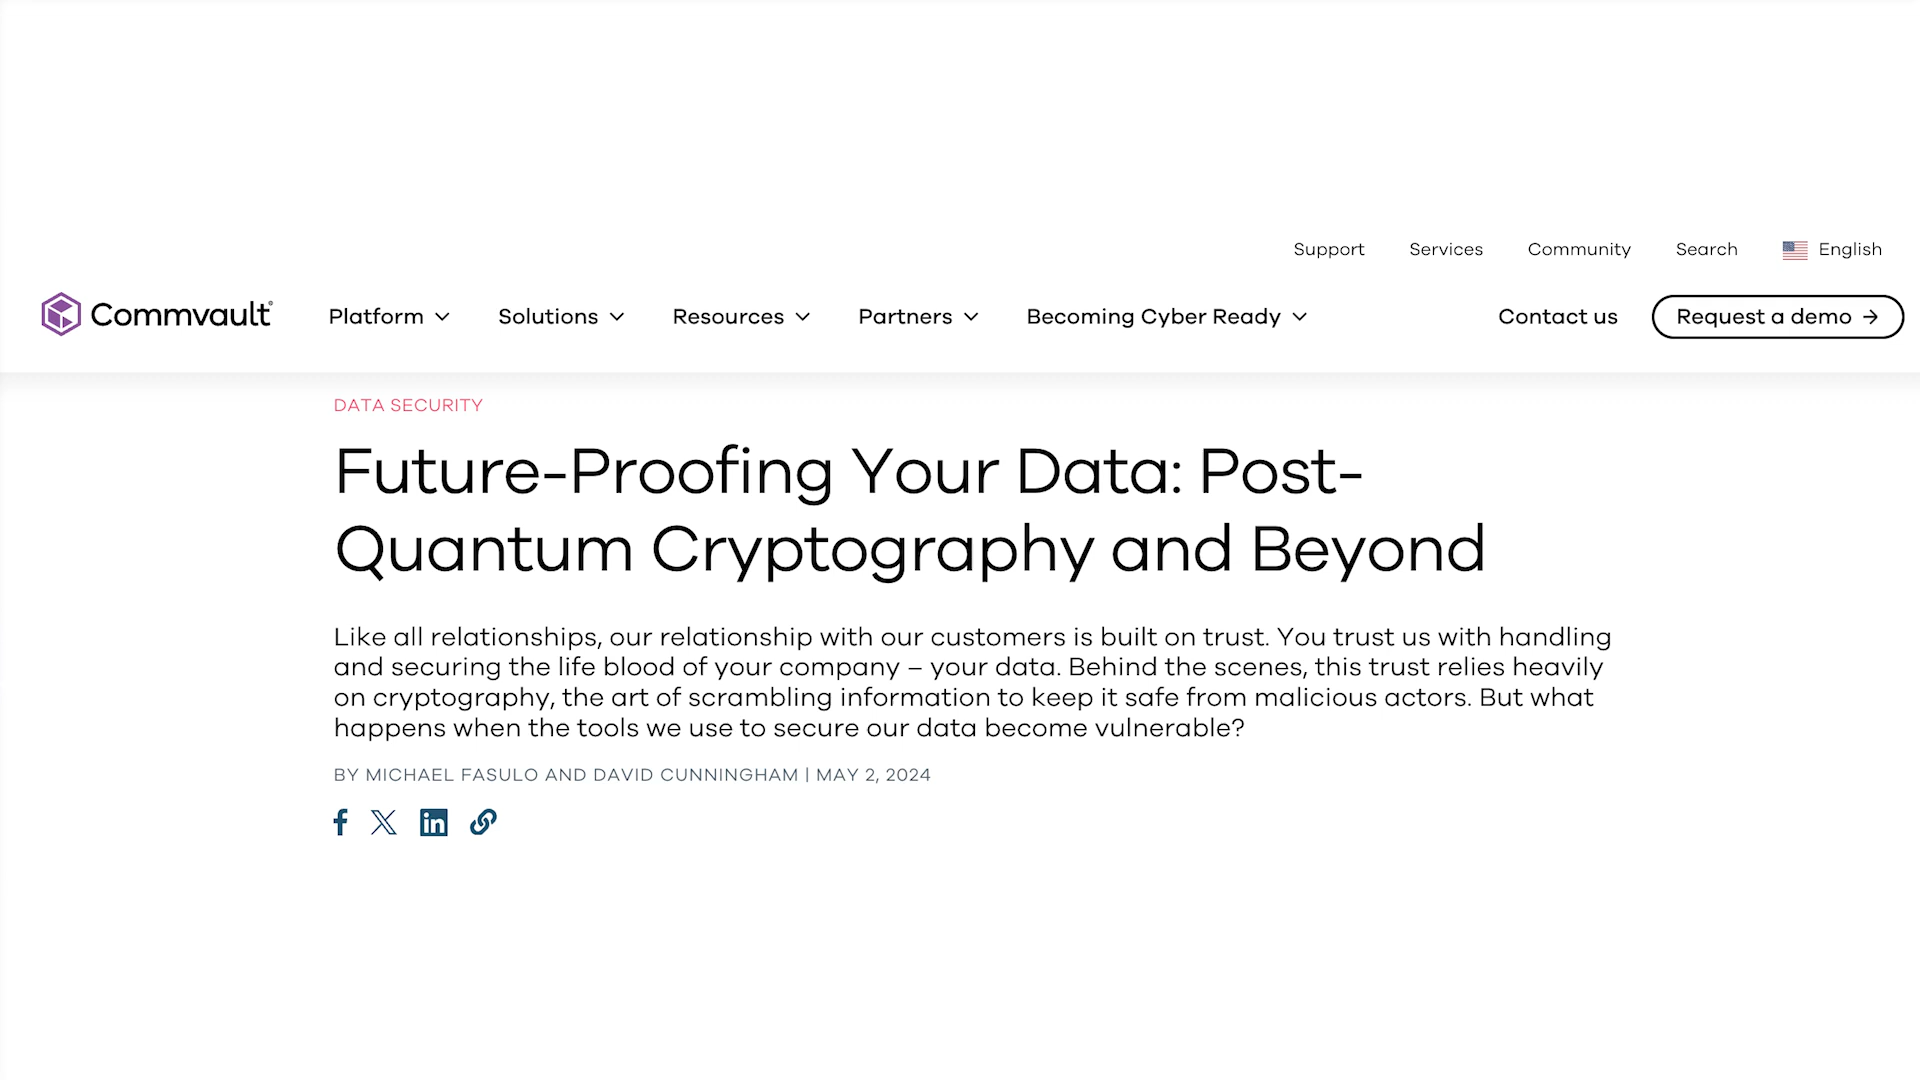 Support Services Community Search English
Commvault® Platform Solutions Resources Partners Becoming Cyber Ready Contact us Request a demo →
DATA SECURITY
Future-Proofing Your Data: Post-
Quantum Cryptography and Beyond
Like all relationships, our relationship with our customers is built on trust. You trust us with handling
and securing the life blood of your company – your data. Behind the scenes, this trust relies heavily
on cryptography, the art of scrambling information to keep it safe from malicious actors. But what
happens when the tools we use to secure our data become vulnerable?
BY MICHAEL FASULO AND DAVID CUNNINGHAM | MAY 2, 2024